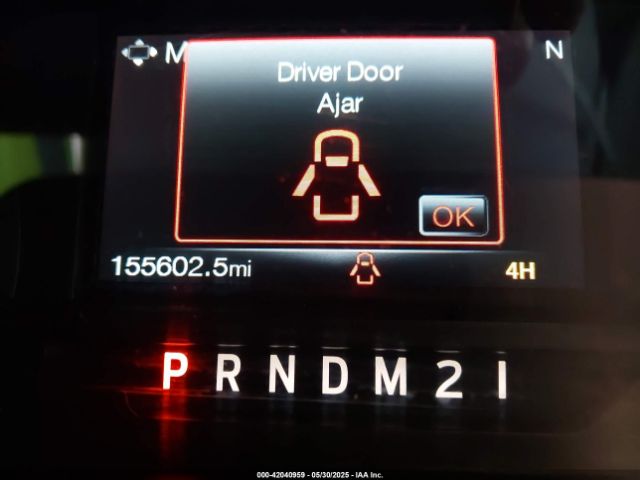 M
N
Driver Door
Ajar
OK
155602.5mi
4H
P R N D M 2 1
000-42040959 - 05/30/2025 - IAA Inc.